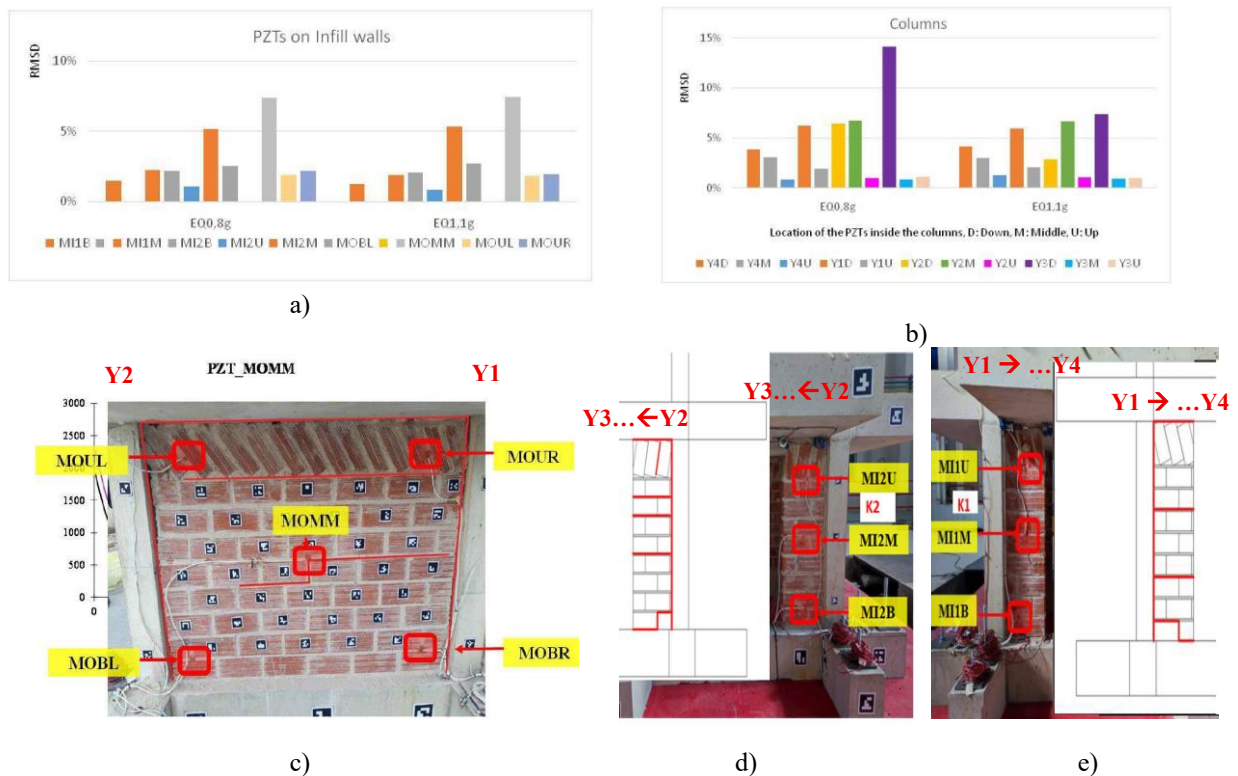 PZTs on Infill walls
RMSD
10%
5%
0%
EQ0,8g EQ1,1g
MI1B MI1M MI2B MI2U MI2M MOBL MOMM MOUL MOUR
a)
Columns
RMSD
15%
10%
5%
0%
EQ0,8g EQ1,1g
Location of the PZTs inside the columns, D: Down, M: Middle, U: Up
Y4D Y4M Y4U Y1D Y1U Y2D Y2M Y2U Y3D Y3M Y3U
b)
Y2 PZT_MOMM Y1
3000
2500
1500
1000
500
0
0
MOUL MOUR
MOMM
MOBL MOBR
c)
Y3...←Y2
Y3...←Y2
MI2U
K2
MI2M
MI2B
d)
Y1 → ...Y4
Y1 → ...Y4
MI1U
K1
MI1M
MI1B
e)